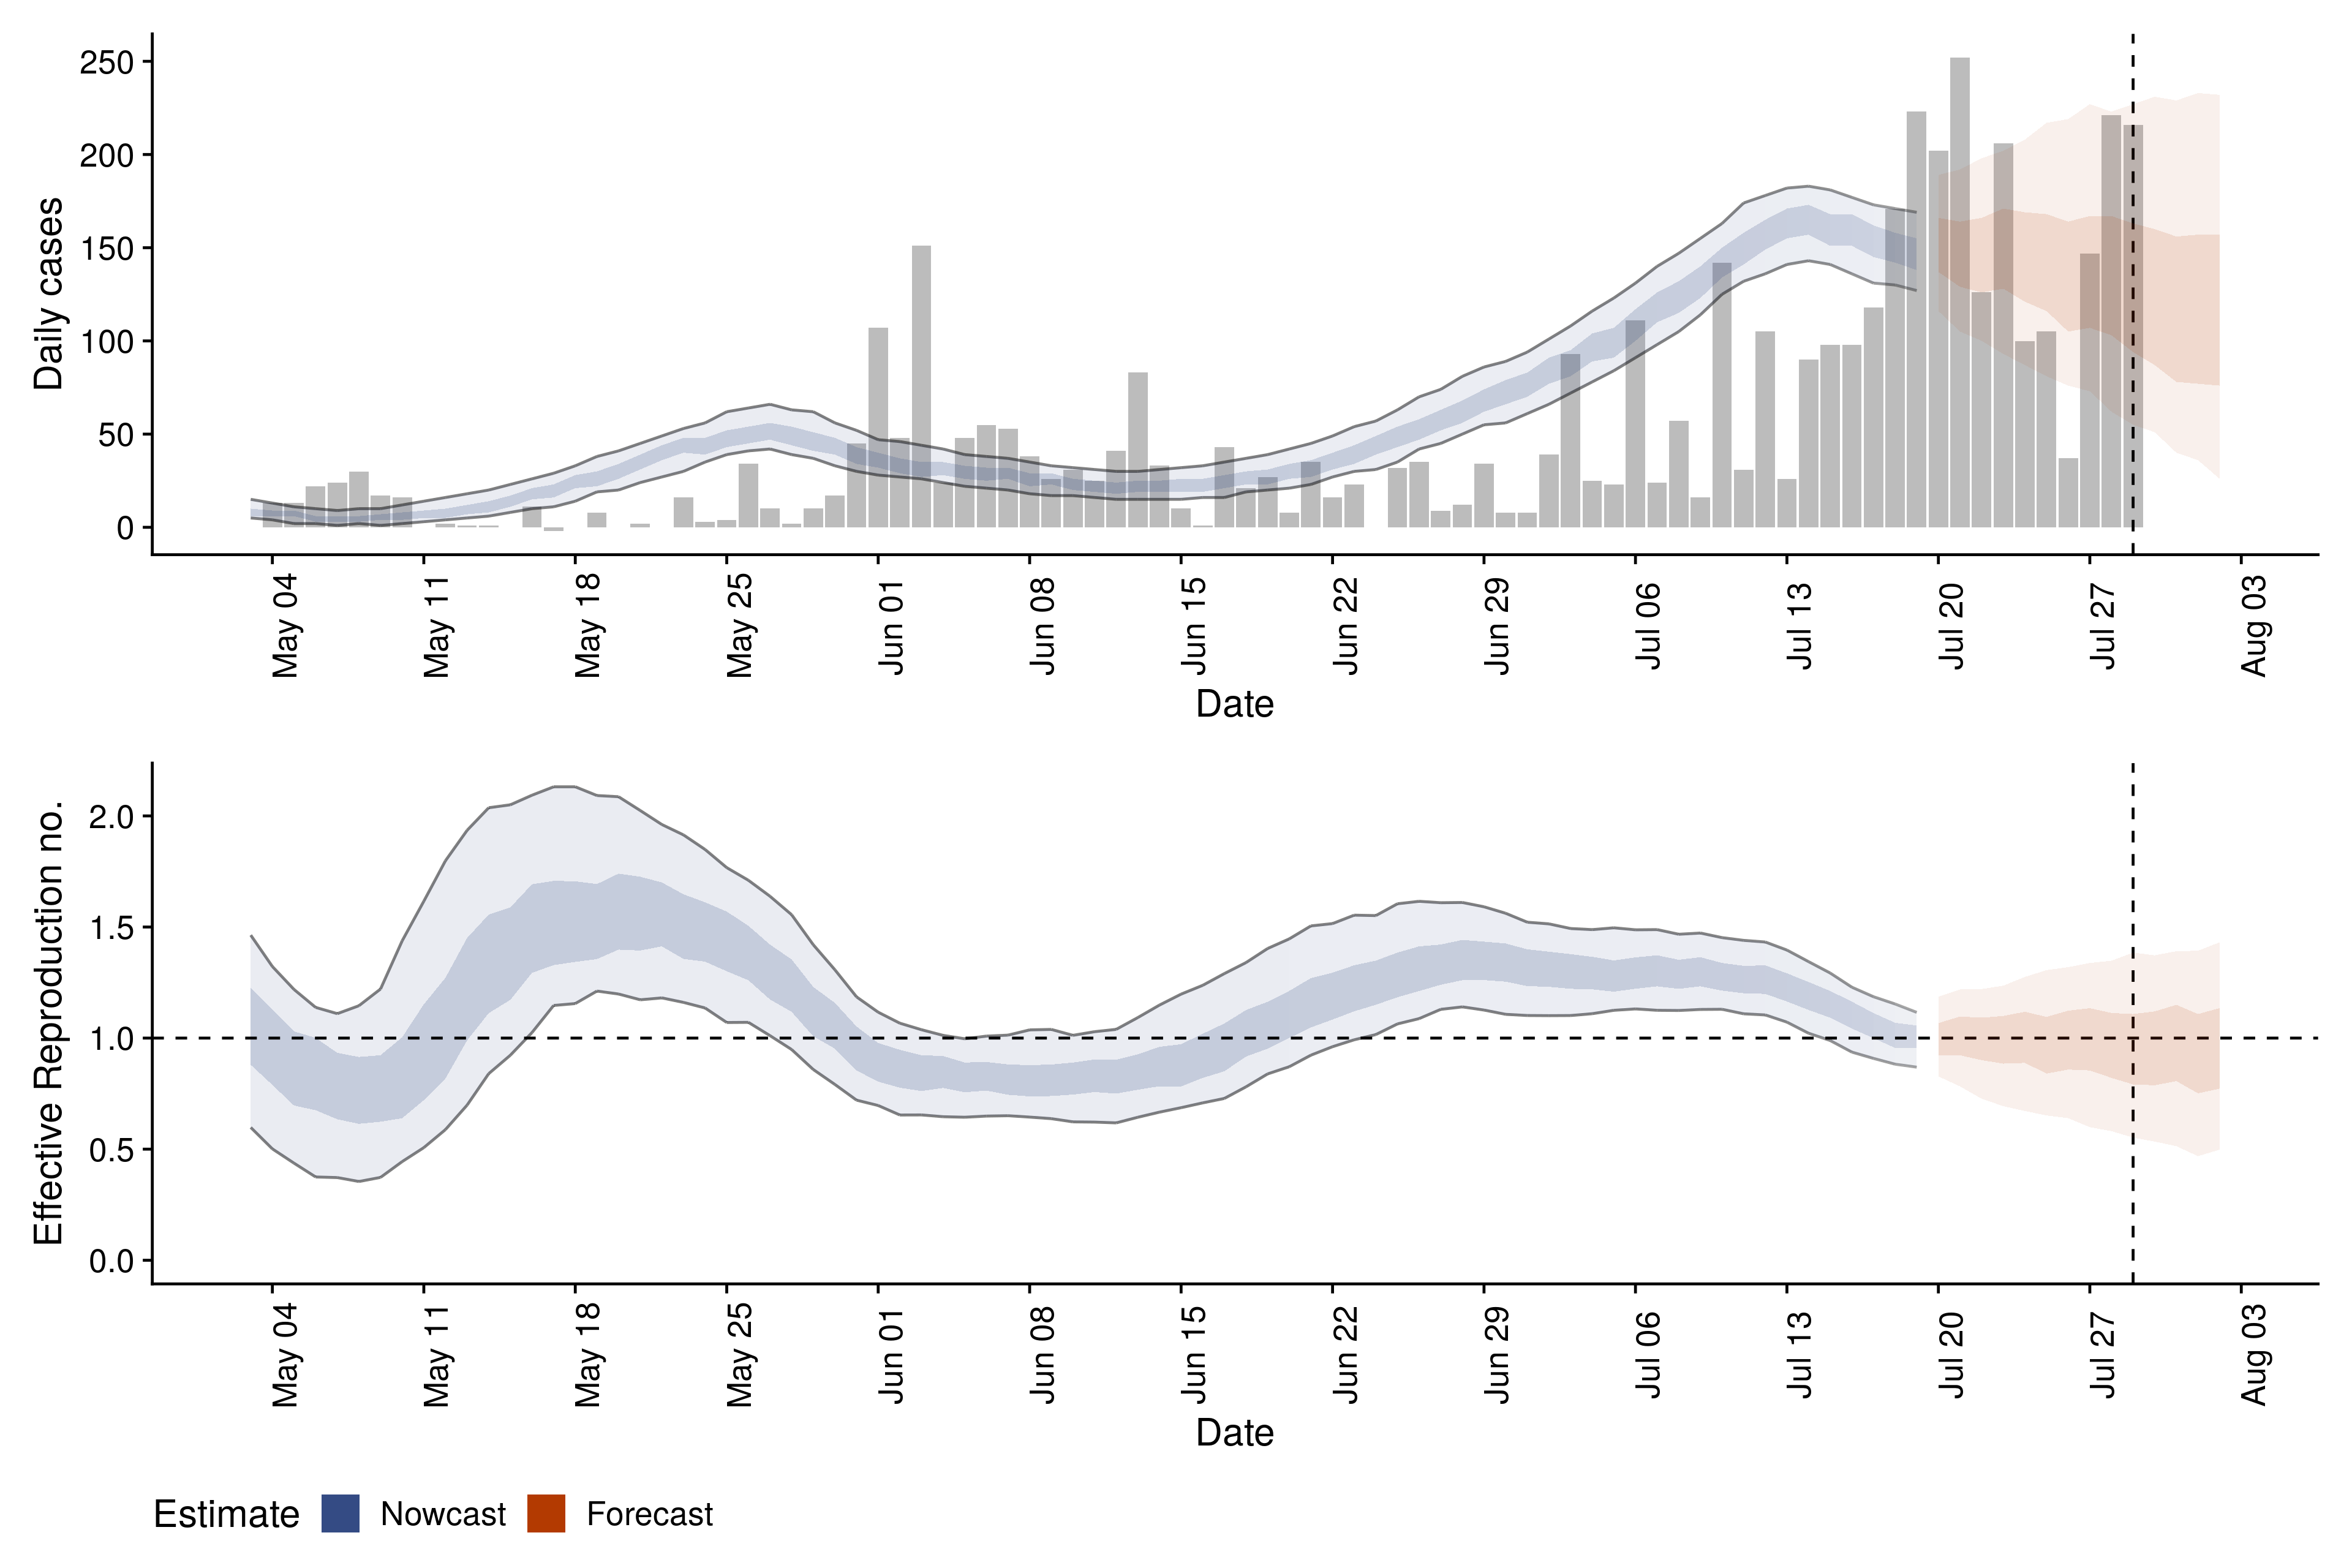 Daily cases
250
200
150
100
50
0
May 04
May 11
May 18
May 25
Jun 01
Jun 08
Jun 15
Jun 22
Jun 29
Jul 06
Jul 13
Jul 20
Jul 27
Aug 03
Date
Effective Reproduction no.
2.0
1.5
1.0
0.5
0.0
May 04
May 11
May 18
May 25
Jun 01
Jun 08
Jun 15
Jun 22
Jun 29
Jul 06
Jul 13
Jul 20
Jul 27
Aug 03
Date
Estimate Nowcast Forecast